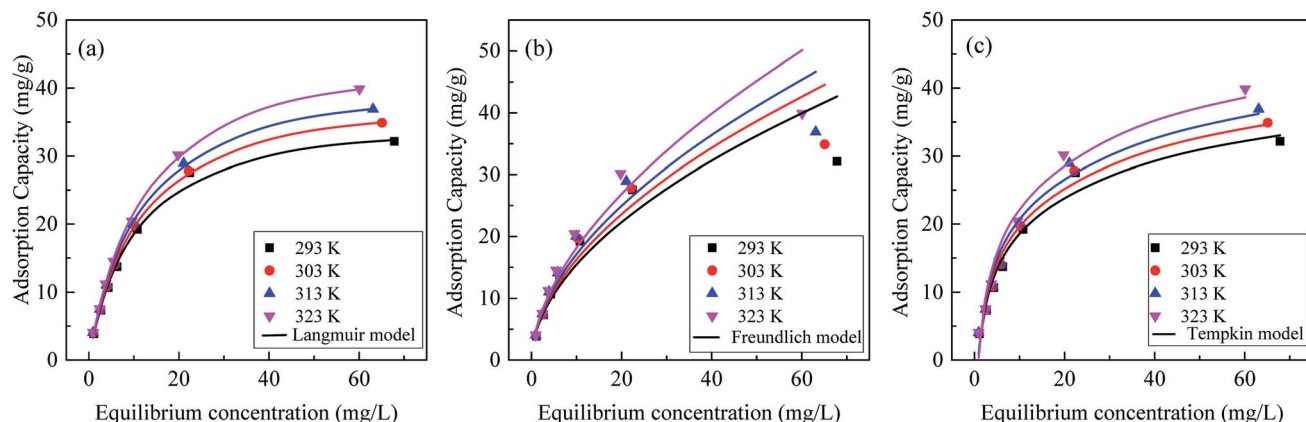 (a)
Adsorption Capacity (mg/g)
50
40
30
20
10
0
293 K
303 K
313 K
323 K
Langmuir model
0 20 40 60
Equilibrium concentration (mg/L)
(b)
Adsorption Capacity (mg/g)
50
40
30
20
10
0
293 K
303 K
313 K
323 K
Freundlich model
0 20 40 60
Equilibrium concentration (mg/L)
(c)
Adsorption Capacity (mg/g)
50
40
30
20
10
0
293 K
303 K
313 K
323 K
Tempkin model
0 20 40 60
Equilibrium concentration (mg/L)